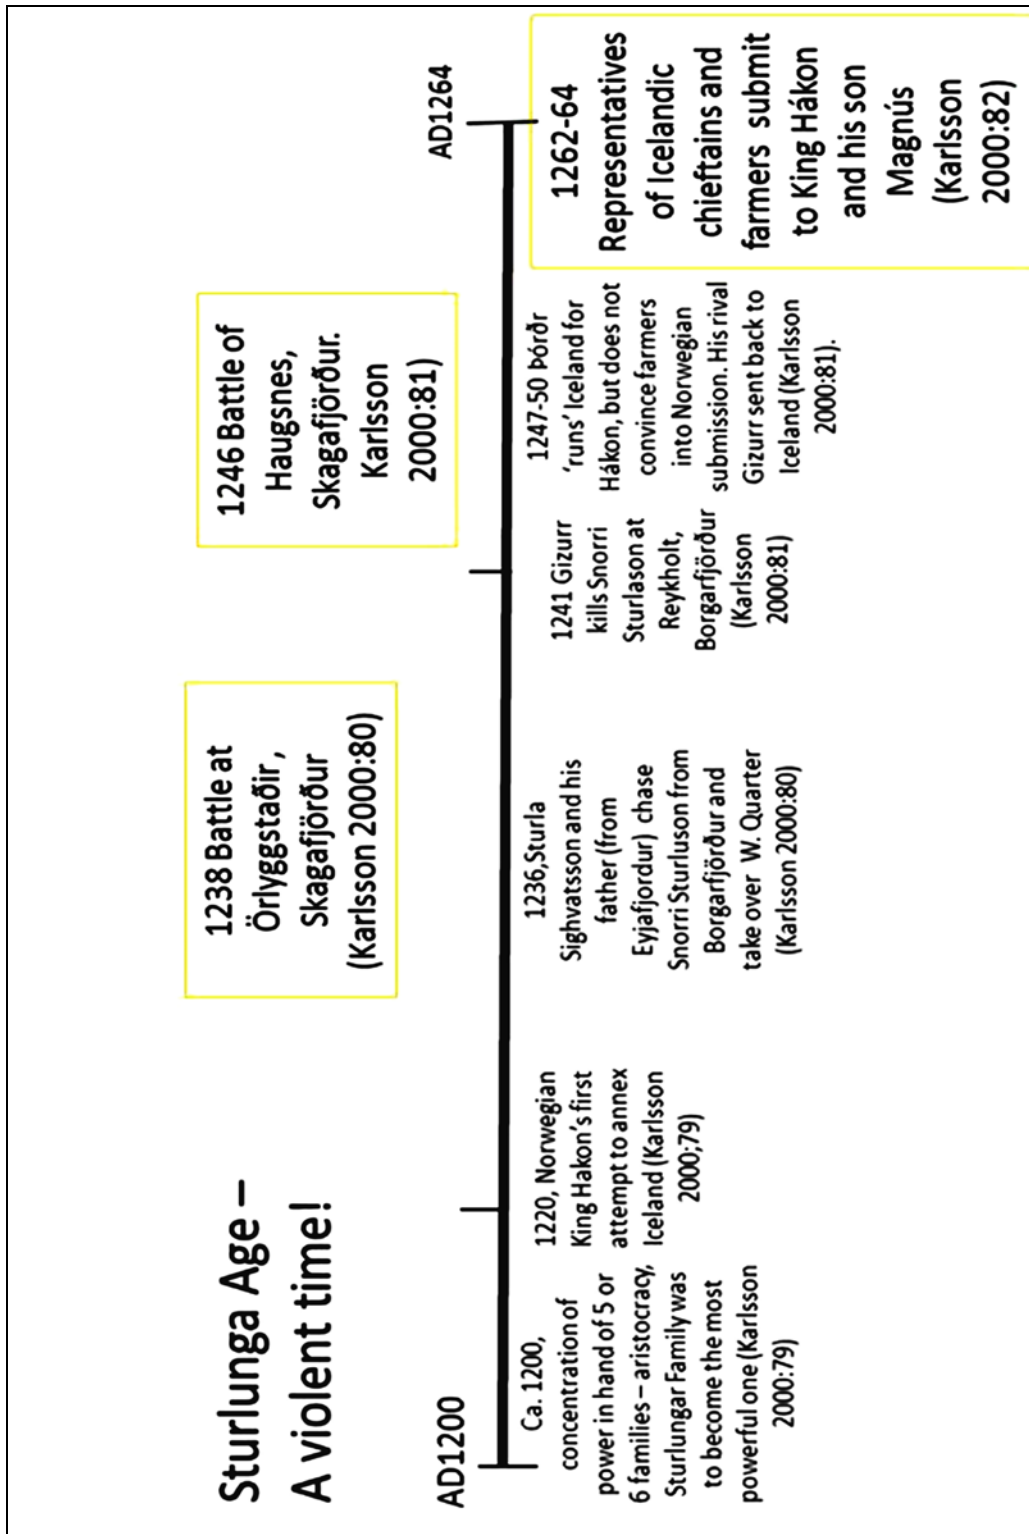 Sturlunga Age –
A violent time!
1238 Battle at
Örlyggstaðir,
Skagafjörður
(Karlsson 2000:80)
1246 Battle of
Haugsnes,
Skagafjörður.
Karlsson
2000:81)
AD1200
AD1264
Ca. 1200,
concentration of
power in hand of 5 or
6 families – aristocracy,
Sturlungar Family was
to become the most
powerful one (Karlsson
2000:79)
1220, Norwegian
King Hakon's first
attempt to annex
Iceland (Karlsson
2000;79)
1236,Sturla
Sighvatsson and his
father (from
Eyjafjordur) chase
Snorri Sturluson from
Borgarfjörður and
take over W. Quarter
(Karlsson 2000:80)
1241 Gizurr
kills Snorri
Sturlason at
Reykholt,
Borgarfjörður
(Karlsson
2000:81)
1247-50 Þórðr
'runs' Iceland for
Hákon, but does not
convince farmers
into Norwegian
submission. His rival
Gizurr sent back to
Iceland (Karlsson
2000:81).
1262-64
Representatives
of Icelandic
chieftains and
farmers submit
to King Hákon
and his son
Magnús
(Karlsson
2000:82)